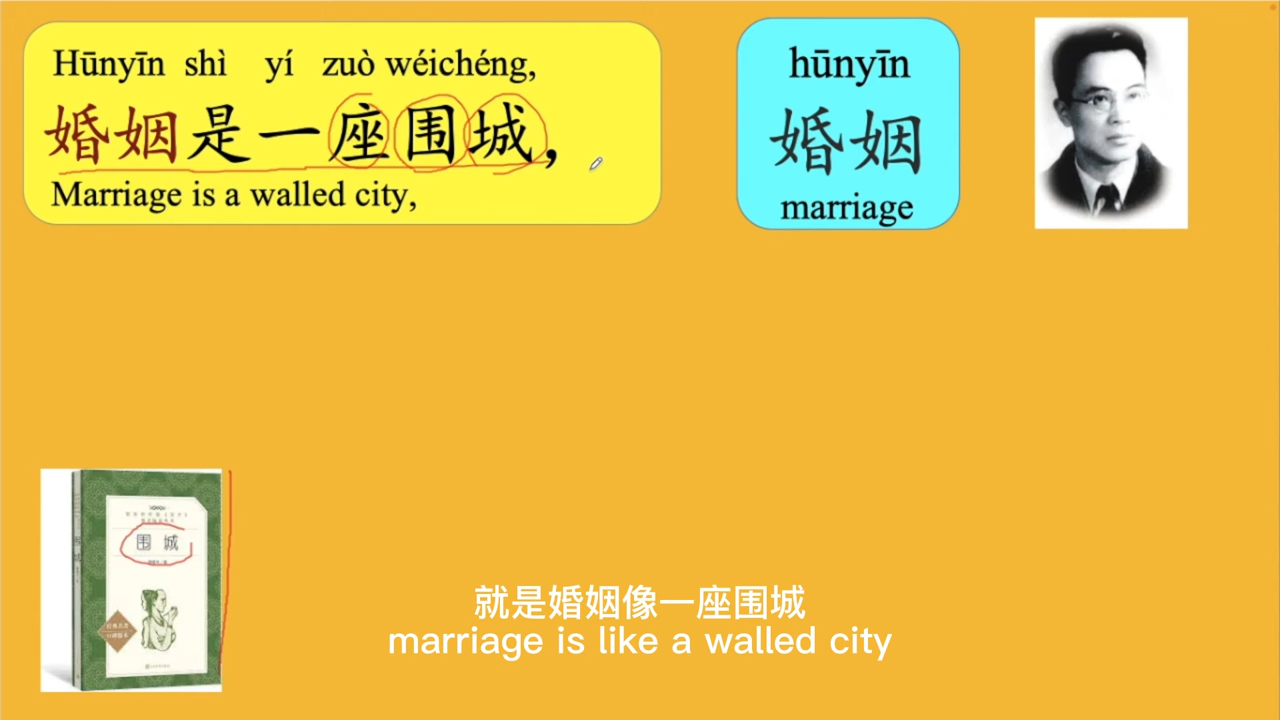 Hūnyīn shì yí zuò wéichéng,
婚姻是一座围城，
Marriage is a walled city,
hūnyīn
婚姻
marriage
围城
就是婚姻像一座围城
marriage is like a walled city